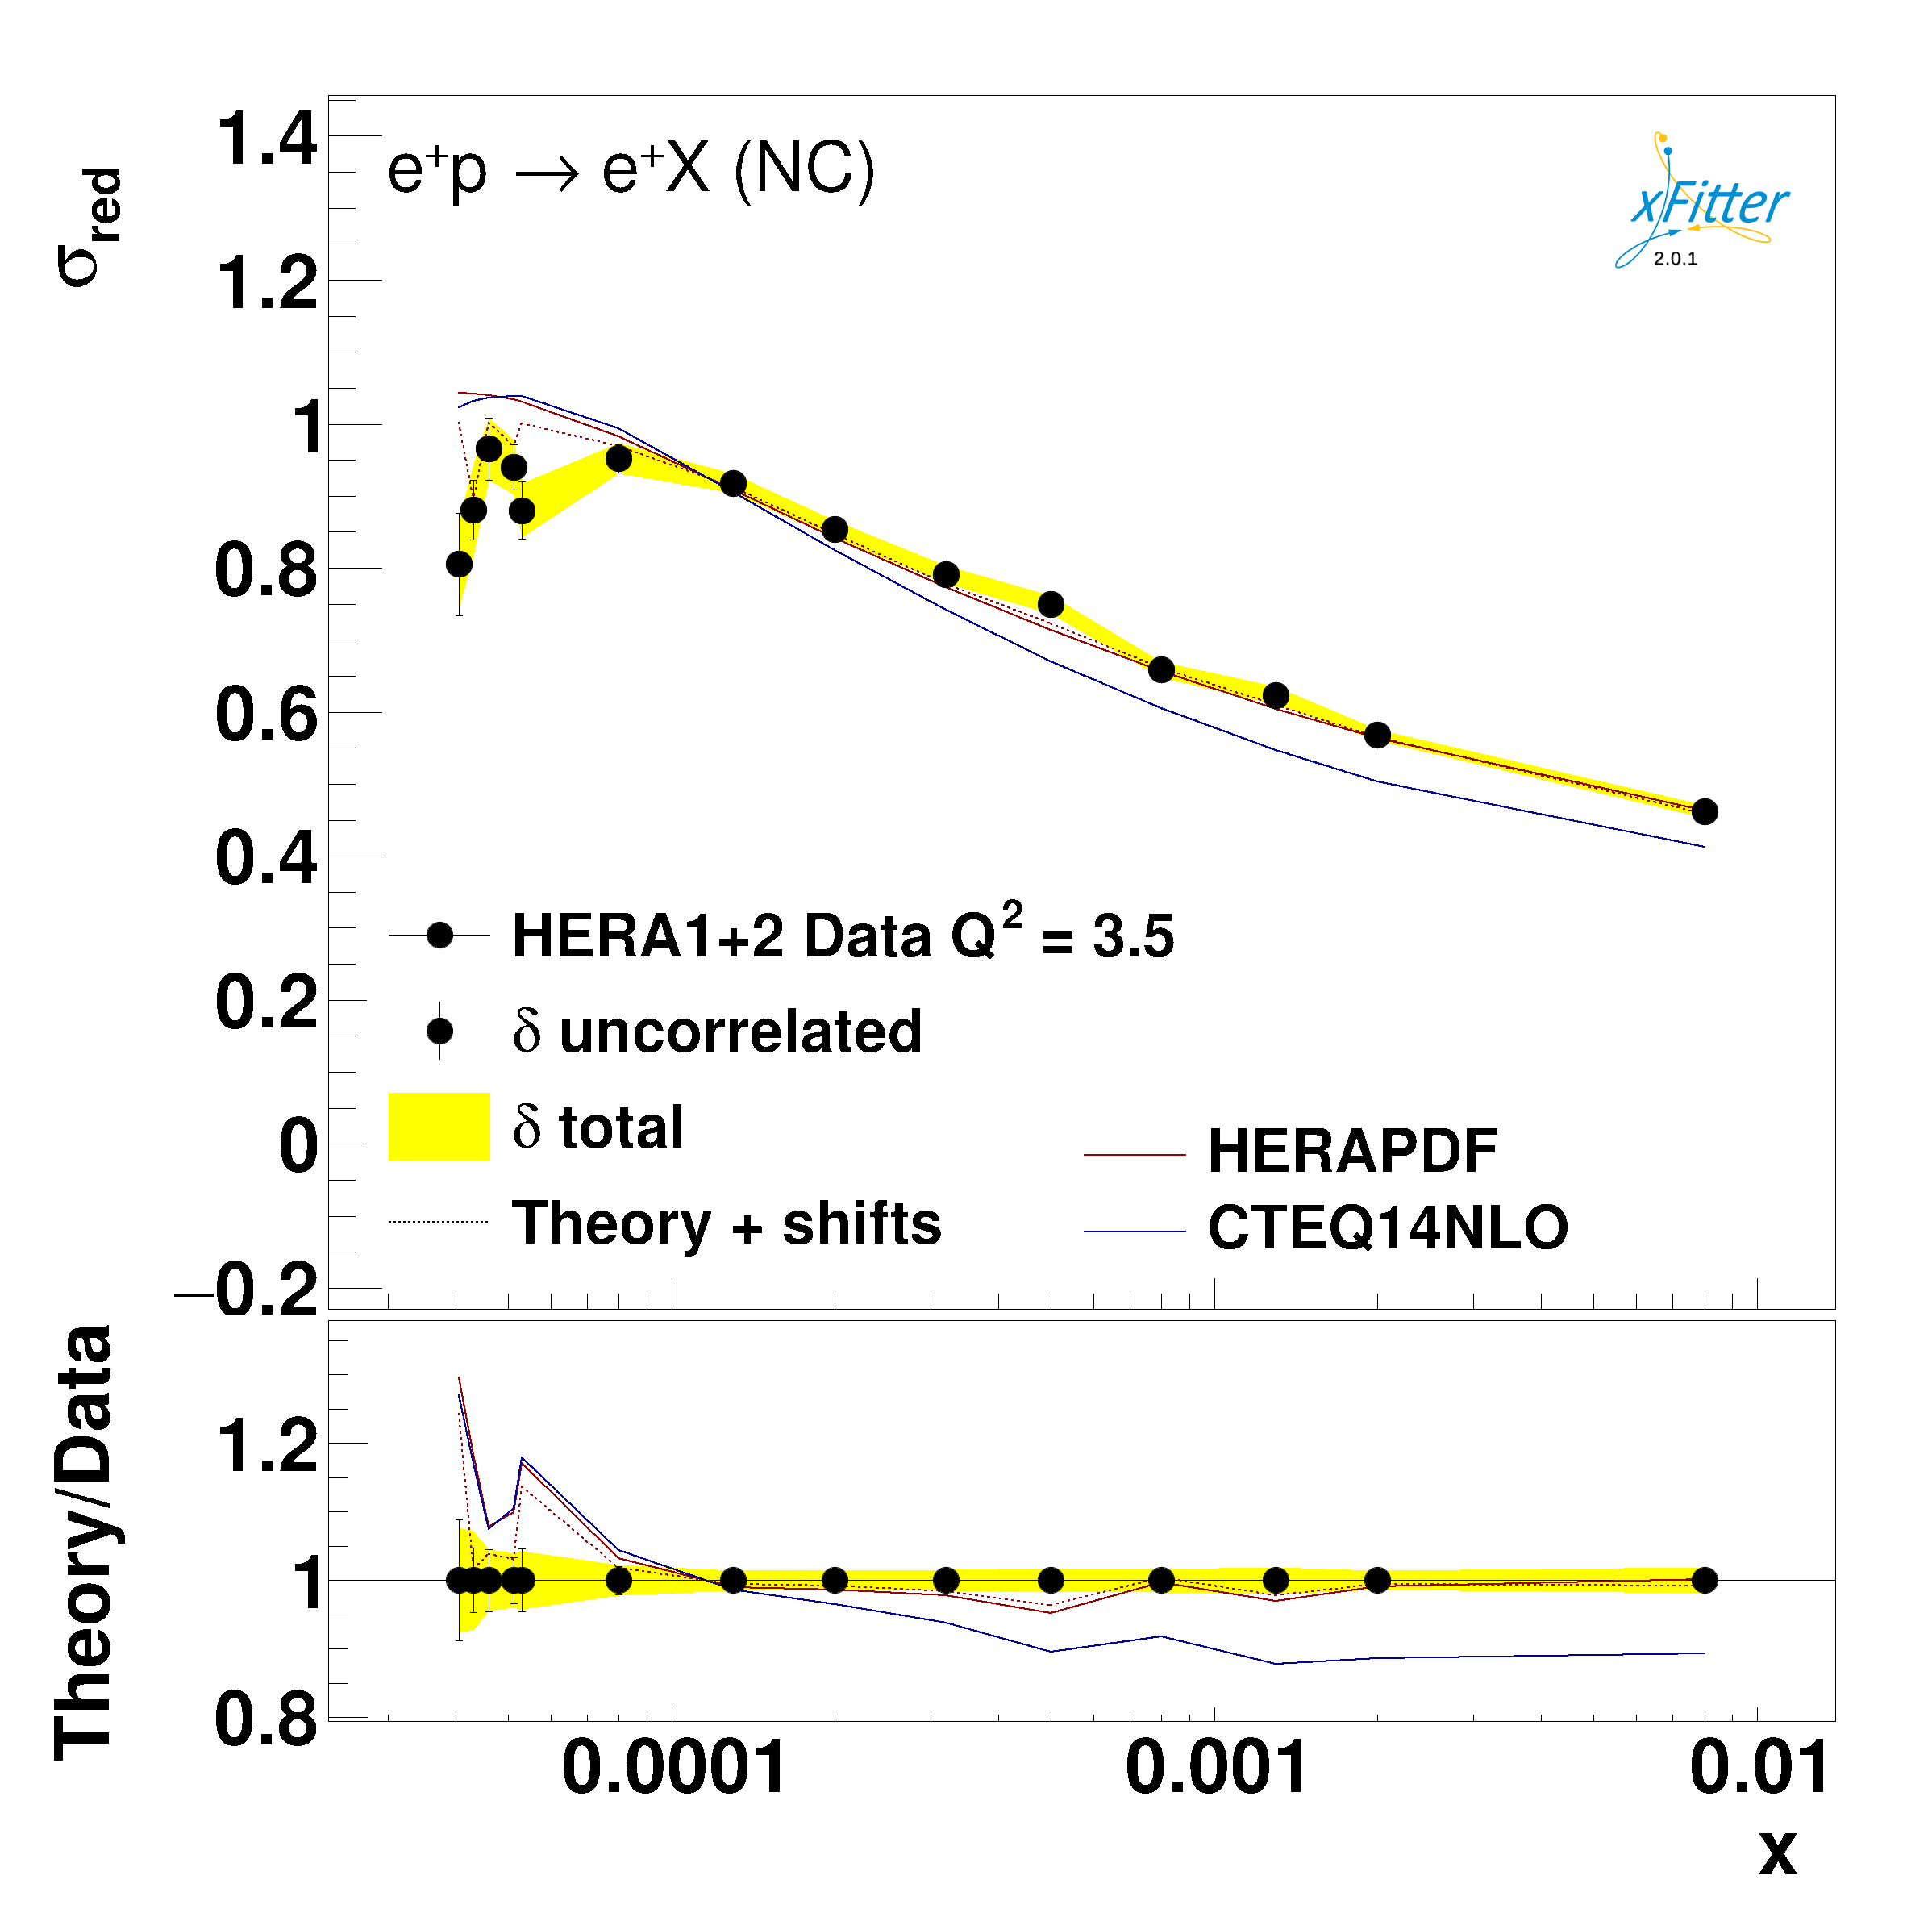 σred
1.4
1.2
1
0.8
0.6
0.4
0.2
0
−0.2
e+p → e+X (NC)
xFitter
2.0.1
HERA1+2 Data Q2 = 3.5
δ uncorrelated
δ total
Theory + shifts
HERAPDF
CTEQ14NLO
Theory/Data
1.2
1
0.8
0.0001 0.001 0.01
x